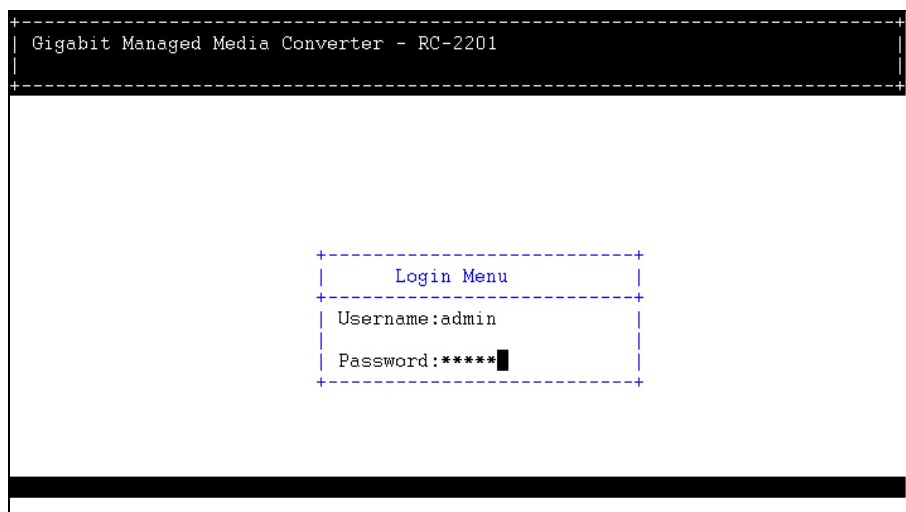 Gigabit Managed Media Converter - RC-2201
Login Menu
Username:admin
Password:*****